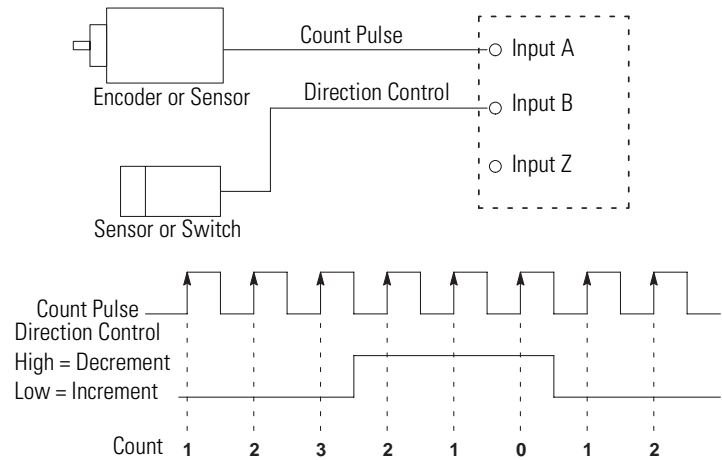 Count Pulse
Input A
Encoder or Sensor
Direction Control
Input B
Input Z
Sensor or Switch
Count Pulse
Direction Control
High = Decrement
Low = Increment
Count 1 2 3 2 1 0 1 2